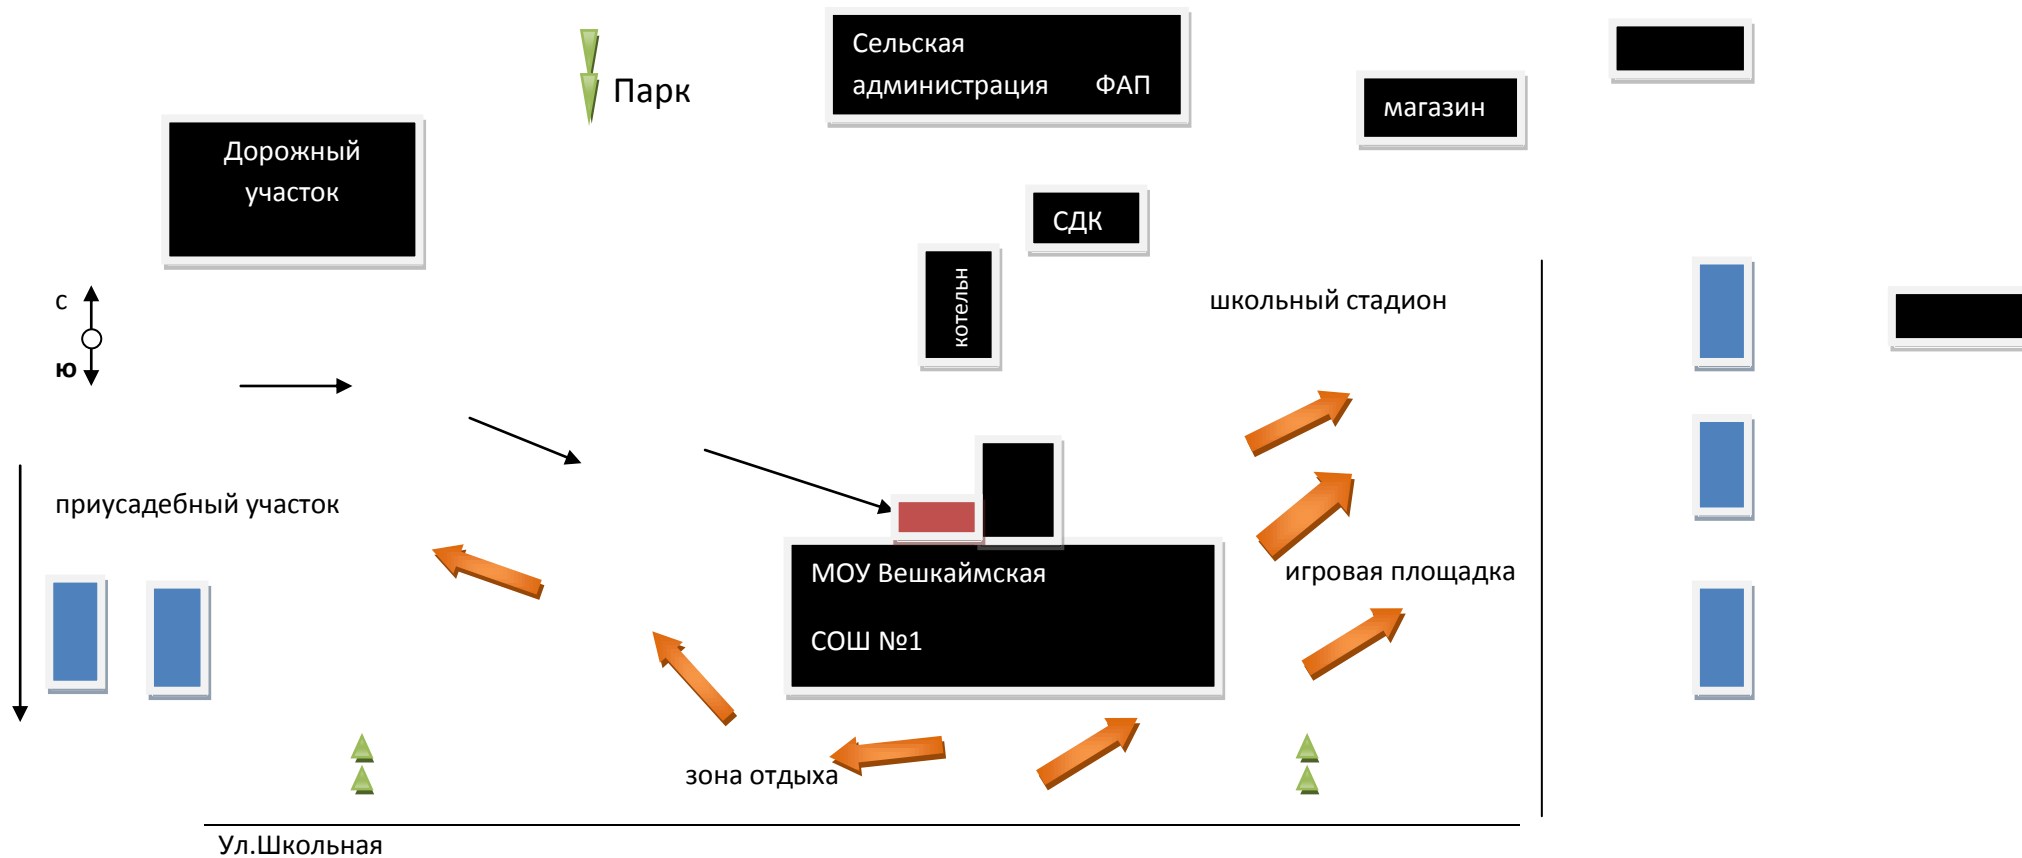 Сельская
администрация ФАП
Парк
магазин
Дорожный
участок
СДК
котельн
школьный стадион
с
ю
приусадебный участок
МОУ Вешкаймская
СОШ №1
игровая площадка
зона отдыха
Ул.Школьная